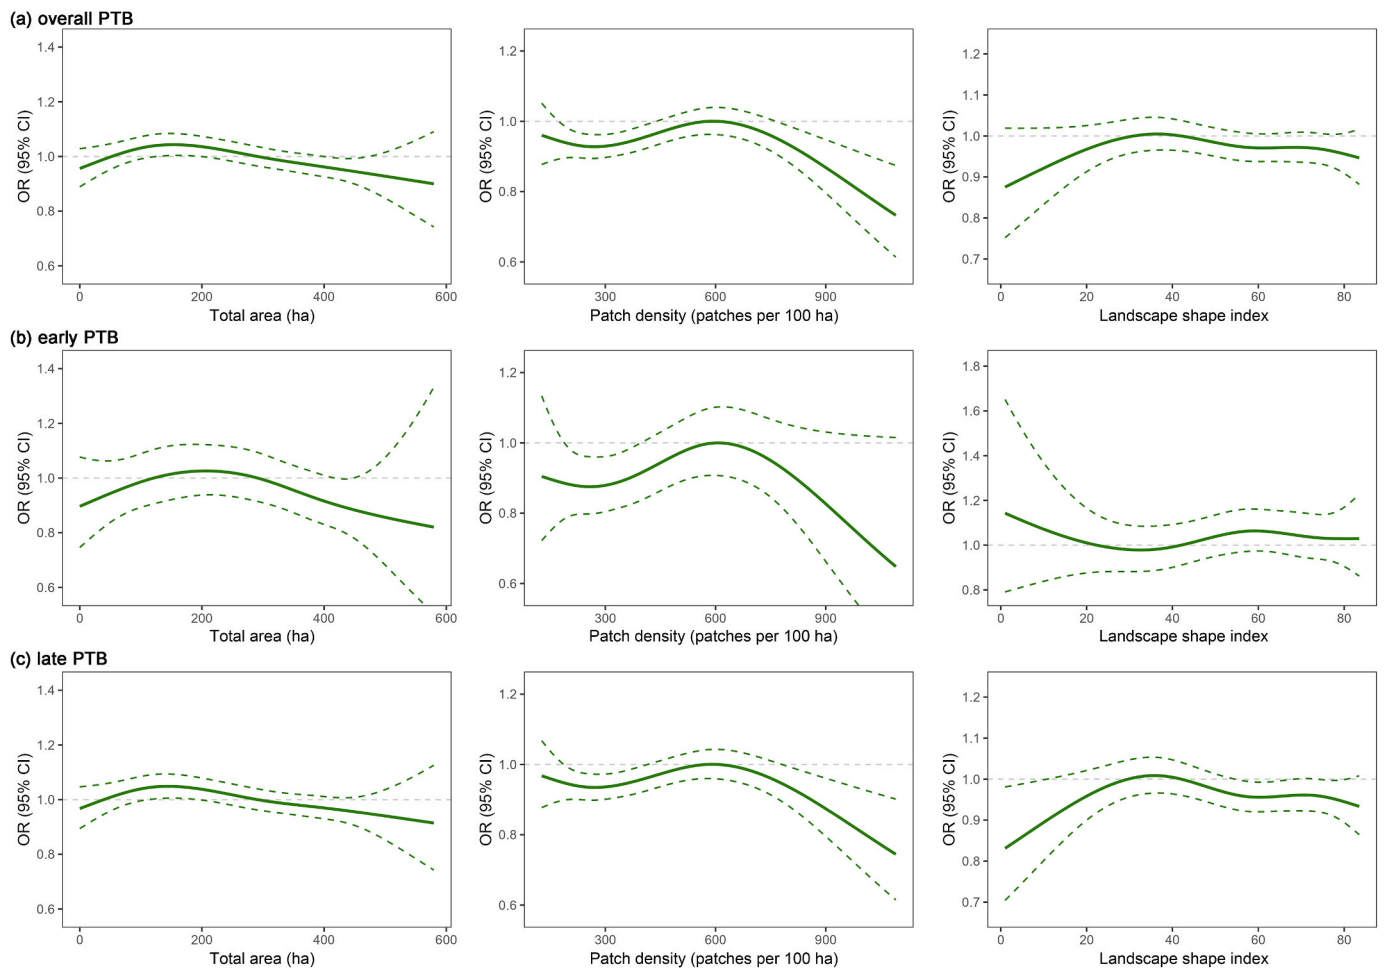 (a) overall PTB
OR (95% CI)
1.4
1.2
1.0
0.8
0.6
0 200 400 600
Total area (ha)
OR (95% CI)
1.2
1.0
0.8
0.6
300 600 900
Patch density (patches per 100 ha)
OR (95% CI)
1.2
1.1
1.0
0.9
0.8
0.7
0 20 40 60 80
Landscape shape index
(b) early PTB
OR (95% CI)
1.4
1.2
1.0
0.8
0.6
0 200 400 600
Total area (ha)
OR (95% CI)
1.2
1.0
0.8
0.6
300 600 900
Patch density (patches per 100 ha)
OR (95% CI)
1.8
1.6
1.4
1.2
1.0
0.8
0 20 40 60 80
Landscape shape index
(c) late PTB
OR (95% CI)
1.4
1.2
1.0
0.8
0.6
0 200 400 600
Total area (ha)
OR (95% CI)
1.2
1.0
0.8
0.6
300 600 900
Patch density (patches per 100 ha)
OR (95% CI)
1.2
1.1
1.0
0.9
0.8
0.7
0 20 40 60 80
Landscape shape index